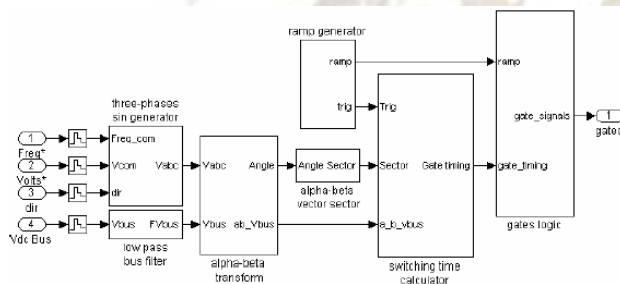 ramp generator
ramp
trig
three-phases
sin generator
1
Freq*
2
Volts*
3
dir
4
Vdc Bus
Freq_com
Vcom
Vabc
dir
Vbus
FVbus
low pass
bus filter
Vabc
Angle
Vbus
ab_Vbus
alpha-beta
transform
Angle Sector
alpha-beta
vector sector
Trig
Sector
Gate timing
a_b_vbus
switching time
calculator
ramp
gate_signals
gate_timing
gates logic
1
gates